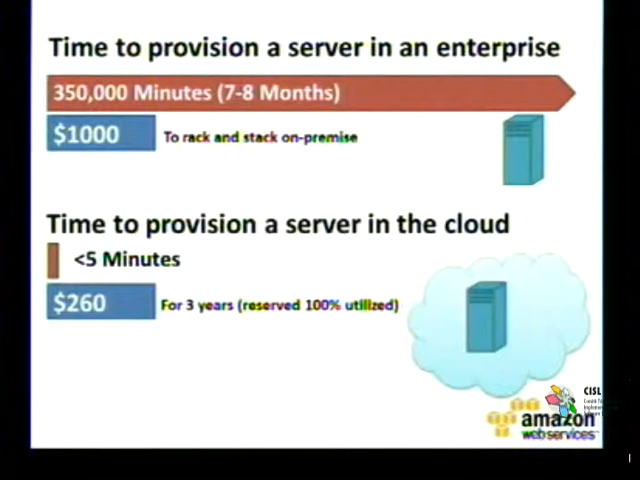 Time to provision a server in an enterprise
350,000 Minutes (7-8 Months)
$1000 To rack and stack on-premise
Time to provision a server in the cloud
<5 Minutes
$260 For 3 years (reserved 100% utilized)
CISL
amazon
webservices